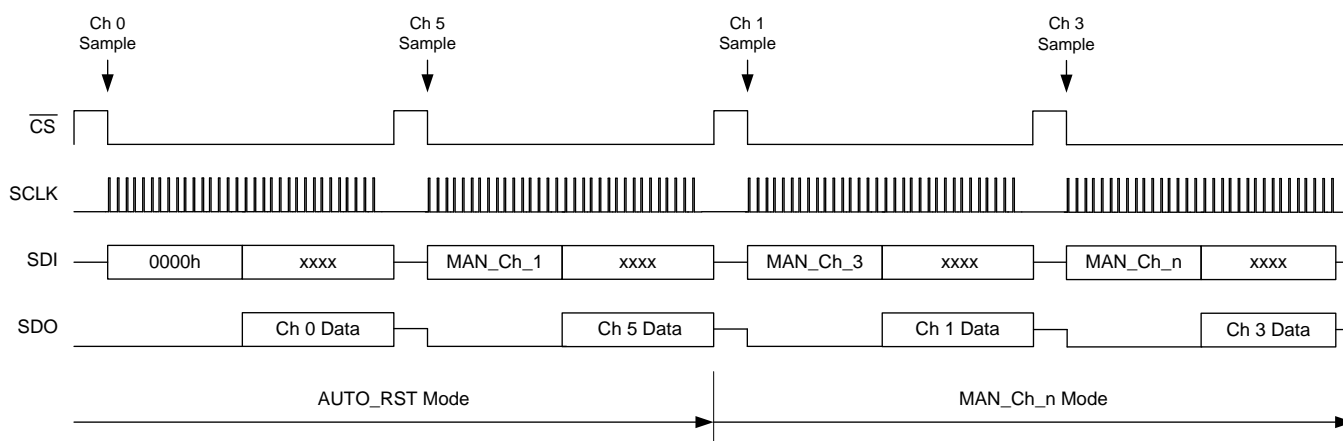 Ch 0
Sample
Ch 5
Sample
Ch 1
Sample
Ch 3
Sample
CS
SCLK
SDI
0000h
xxxx
MAN_Ch_1
xxxx
MAN_Ch_3
xxxx
MAN_Ch_n
xxxx
SDO
Ch 0 Data
Ch 5 Data
Ch 1 Data
Ch 3 Data
AUTO_RST Mode
MAN_Ch_n Mode